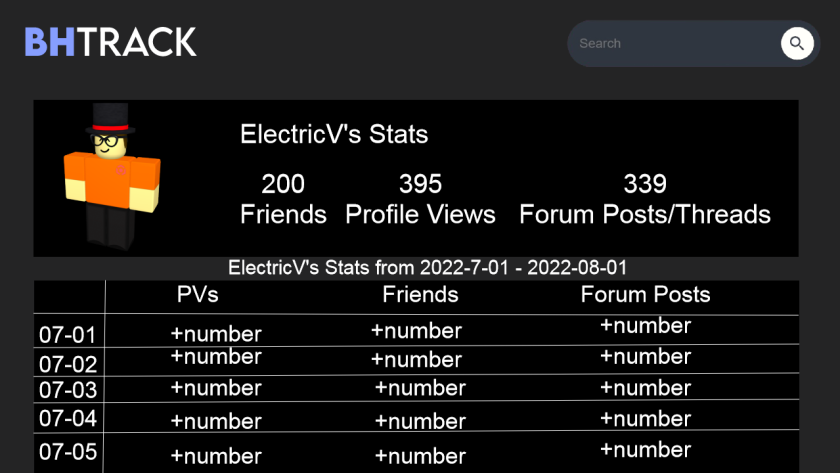 BHTRACK
Search
ElectricV's Stats
200 395 339
Friends Profile Views Forum Posts/Threads
ElectricV's Stats from 2022-7-01 - 2022-08-01
PVs Friends Forum Posts
07-01 +number +number +number
07-02 +number +number +number
07-03 +number +number +number
07-04 +number +number +number
07-05 +number +number +number